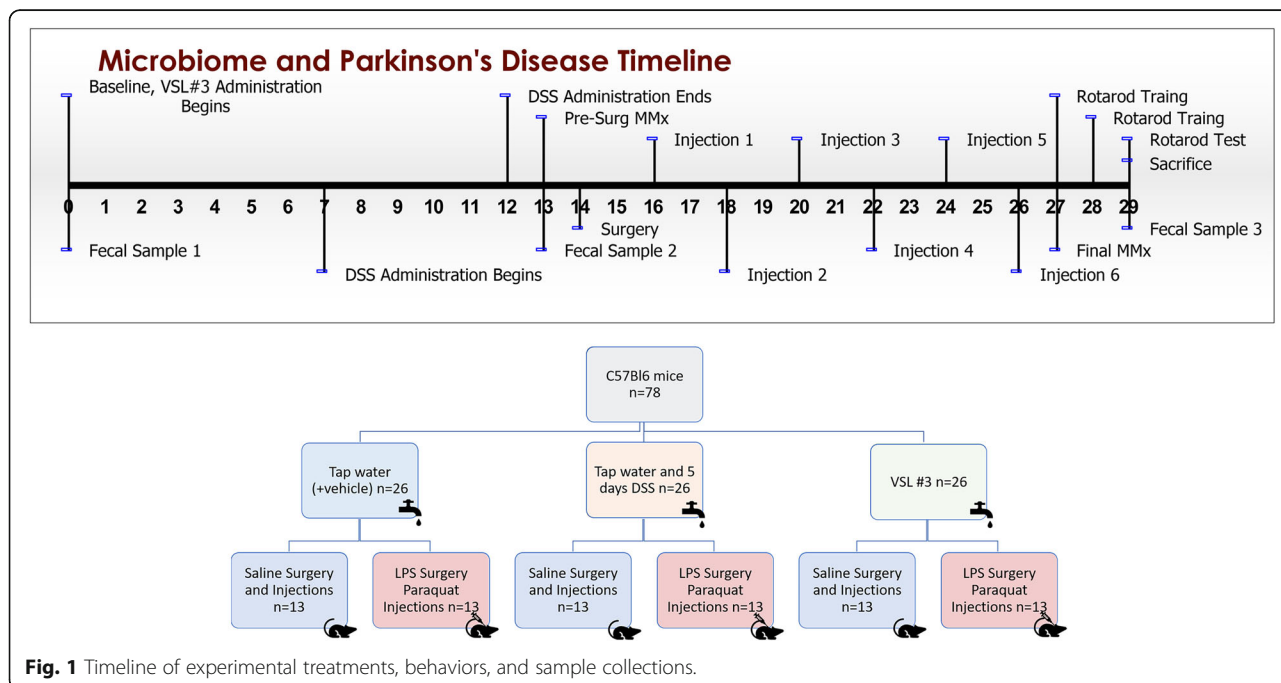 Microbiome and Parkinson's Disease Timeline
Baseline, VSL#3 Administration
Begins
DSS Administration Ends
Pre-Surg MMx
Injection 1
Injection 3
Injection 5
Rotarod Traing
Rotarod Traing
Rotarod Test
Sacrifice
0 1 2 3 4 5 6 7 8 9 10 11 12 13 14 15 16 17 18 19 20 21 22 23 24 25 26 27 28 29
Surgery
Fecal Sample 3
Fecal Sample 1
Fecal Sample 2
Injection 4
Final MMx
DSS Administration Begins
Injection 2
Injection 6
C57Bl6 mice
n=78
Tap water
(+vehicle) n=26
Tap water and 5
days DSS n=26
VSL #3 n=26
Saline Surgery
and Injections
n=13
LPS Surgery
Paraquat
Injections n=13
Saline Surgery
and Injections
n=13
LPS Surgery
Paraquat
Injections n=13
Saline Surgery
and Injections
n=13
LPS Surgery
Paraquat
Injections n=13
Fig. 1 Timeline of experimental treatments, behaviors, and sample collections.